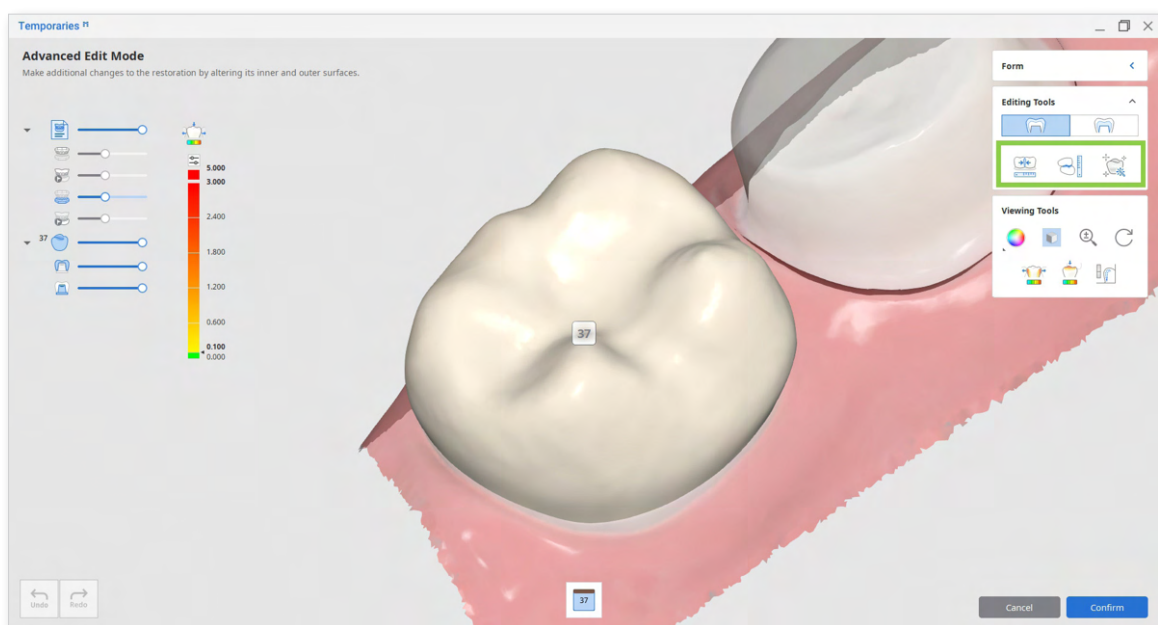 Temporaries
Advanced Edit Mode
Make additional changes to the restoration by altering its inner and outer surfaces.
Form
Editing Tools
Viewing Tools
5.000
3.000
2.400
1.800
1.200
0.600
0.100
0.000
37
37
37
Undo
Redo
Cancel
Confirm